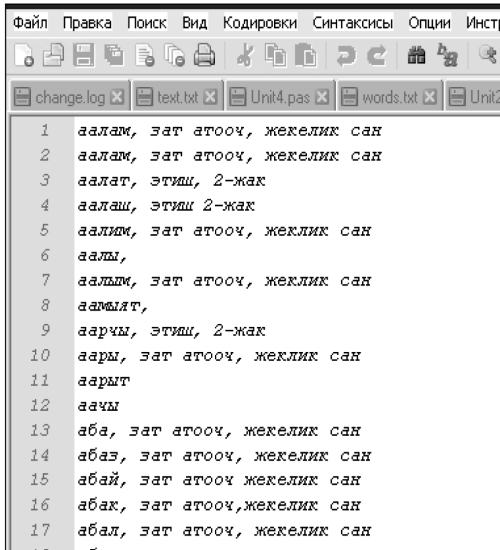 Файл Правка Поиск Вид Кодировки Синтаксисы Опции Инст
change.log text.txt Unit4.pas words.txt Unit2
1 аалам, зат атооч, жекелик сан
2 аалам, зат атооч, жекелик сан
3 аалат, этиш, 2-жак
4 аалаш, этиш 2-жак
5 аалим, зат атооч, жеклик сан
6 аалы,
7 аалым, зат атооч, жеклик сан
8 аамыят,
9 аарчы, этиш, 2-жак
10 аары, зат атооч, жеклик сан
11 аарыт
12 аачы
13 аба, зат атооч, жекелик сан
14 абаз, зат атооч, жекелик сан
15 абай, зат атооч жекелик сан
16 абак, зат атооч,жекелик сан
17 абал, зат атооч, жекелик сан